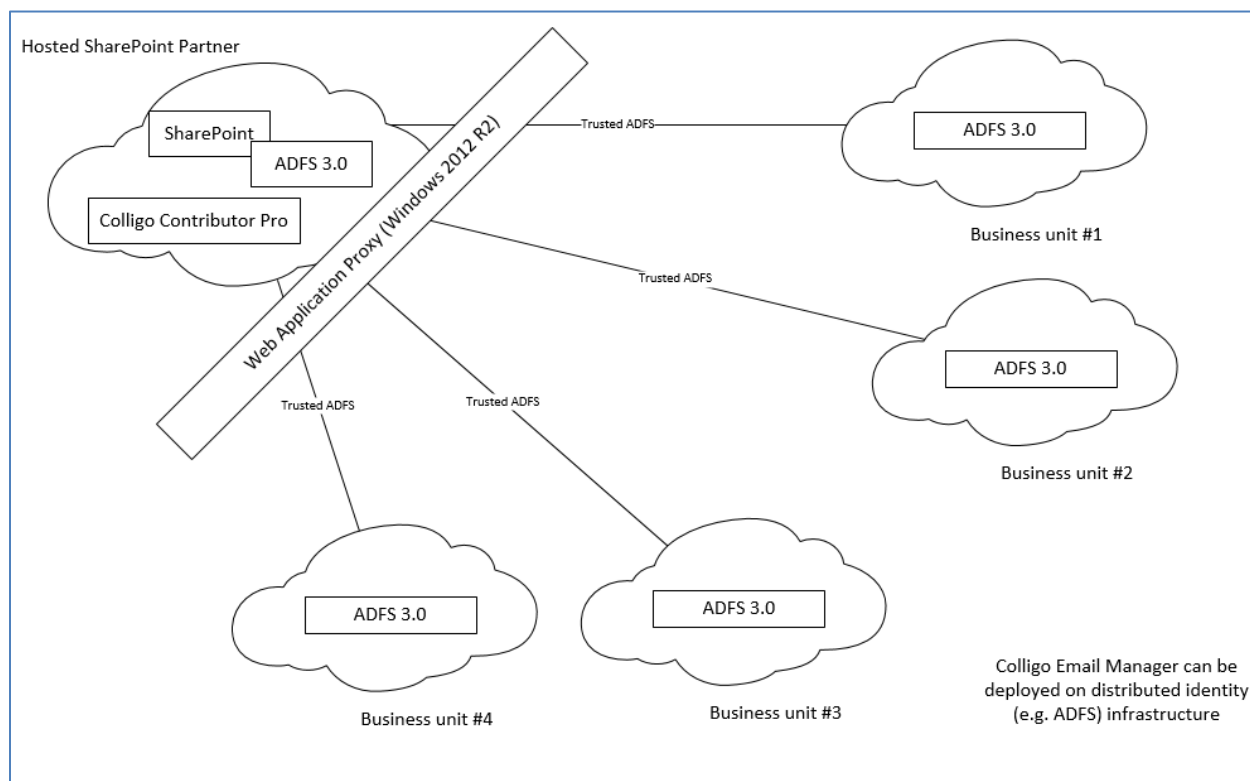 Hosted SharePoint Partner
SharePoint
ADFS 3.0
Colligo Contributor Pro
Web Application Proxy (Windows 2012 R2)
Trusted ADFS
ADFS 3.0
Business unit #1
Trusted ADFS
ADFS 3.0
Business unit #2
Trusted ADFS
Trusted ADFS
ADFS 3.0
Business unit #4
ADFS 3.0
Business unit #3
Colligo Email Manager can be
deployed on distributed identity
(e.g. ADFS) infrastructure